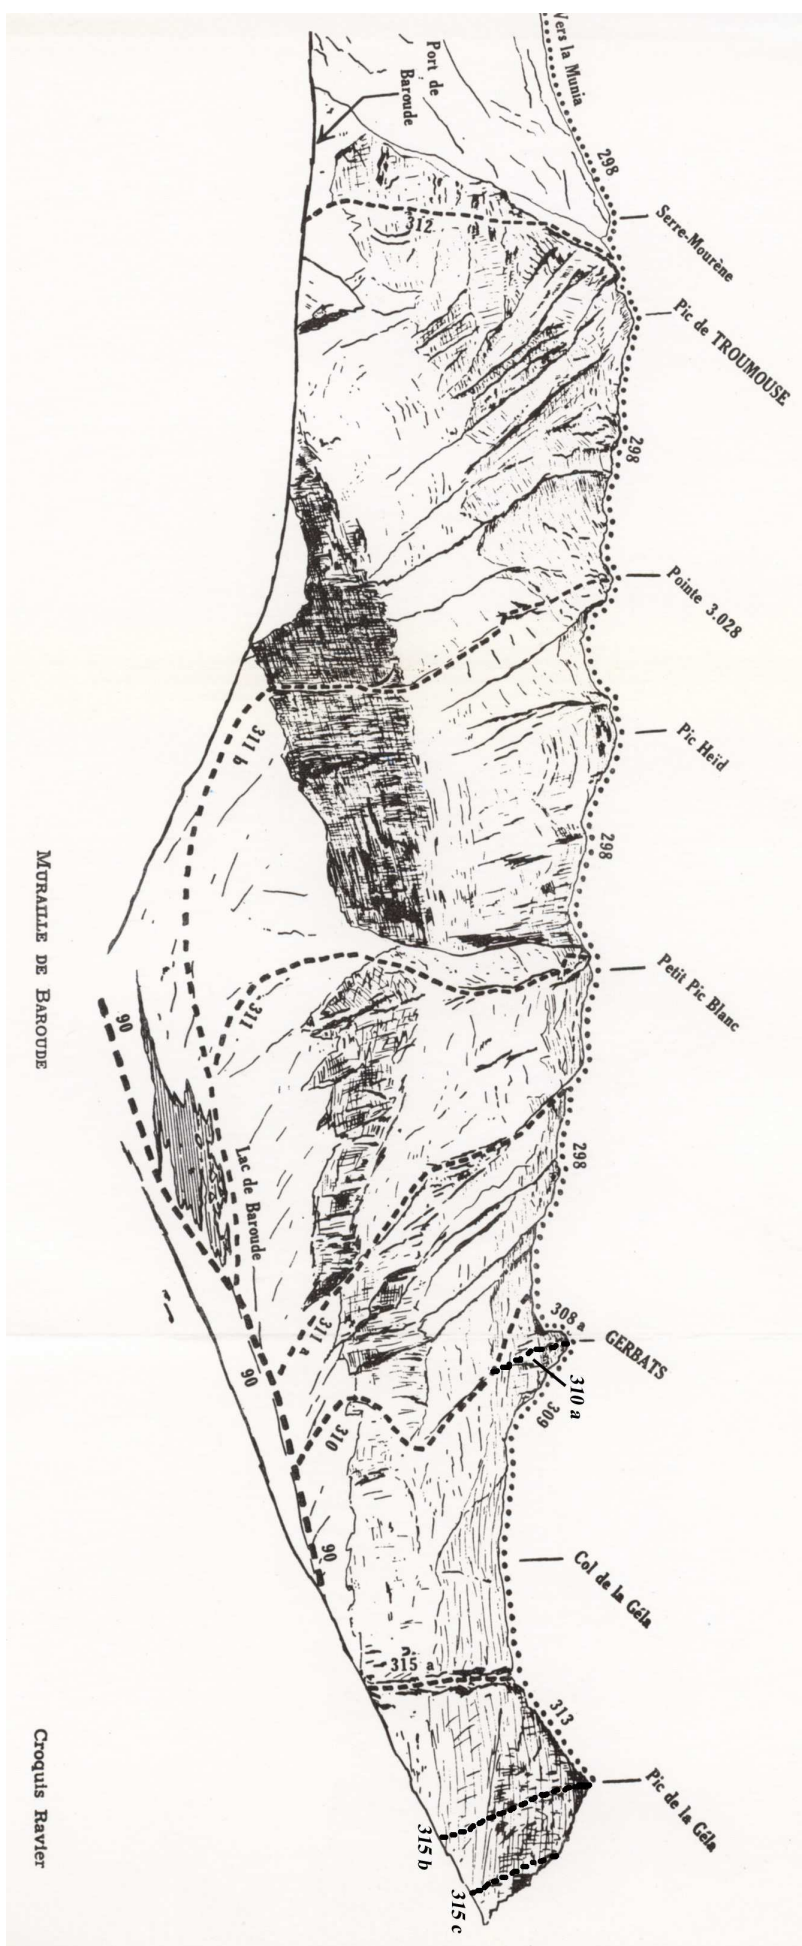 Vers la Munia
298
Serre-Mourène
Pic de TROUMOUSE
298
Pointe 3.028
Pic Heïd
298
Petit Pic Blanc
298
308 a
GERBATS
310 a
309
Col de la Géla
313
Pic de la Géla
Port de
Baroude
312
311 b
311
Lac de Baroude
311 a
310
90
90
90
315 a
315 b
315 c
MURAILLE DE BAROUDE
Croquis Ravier